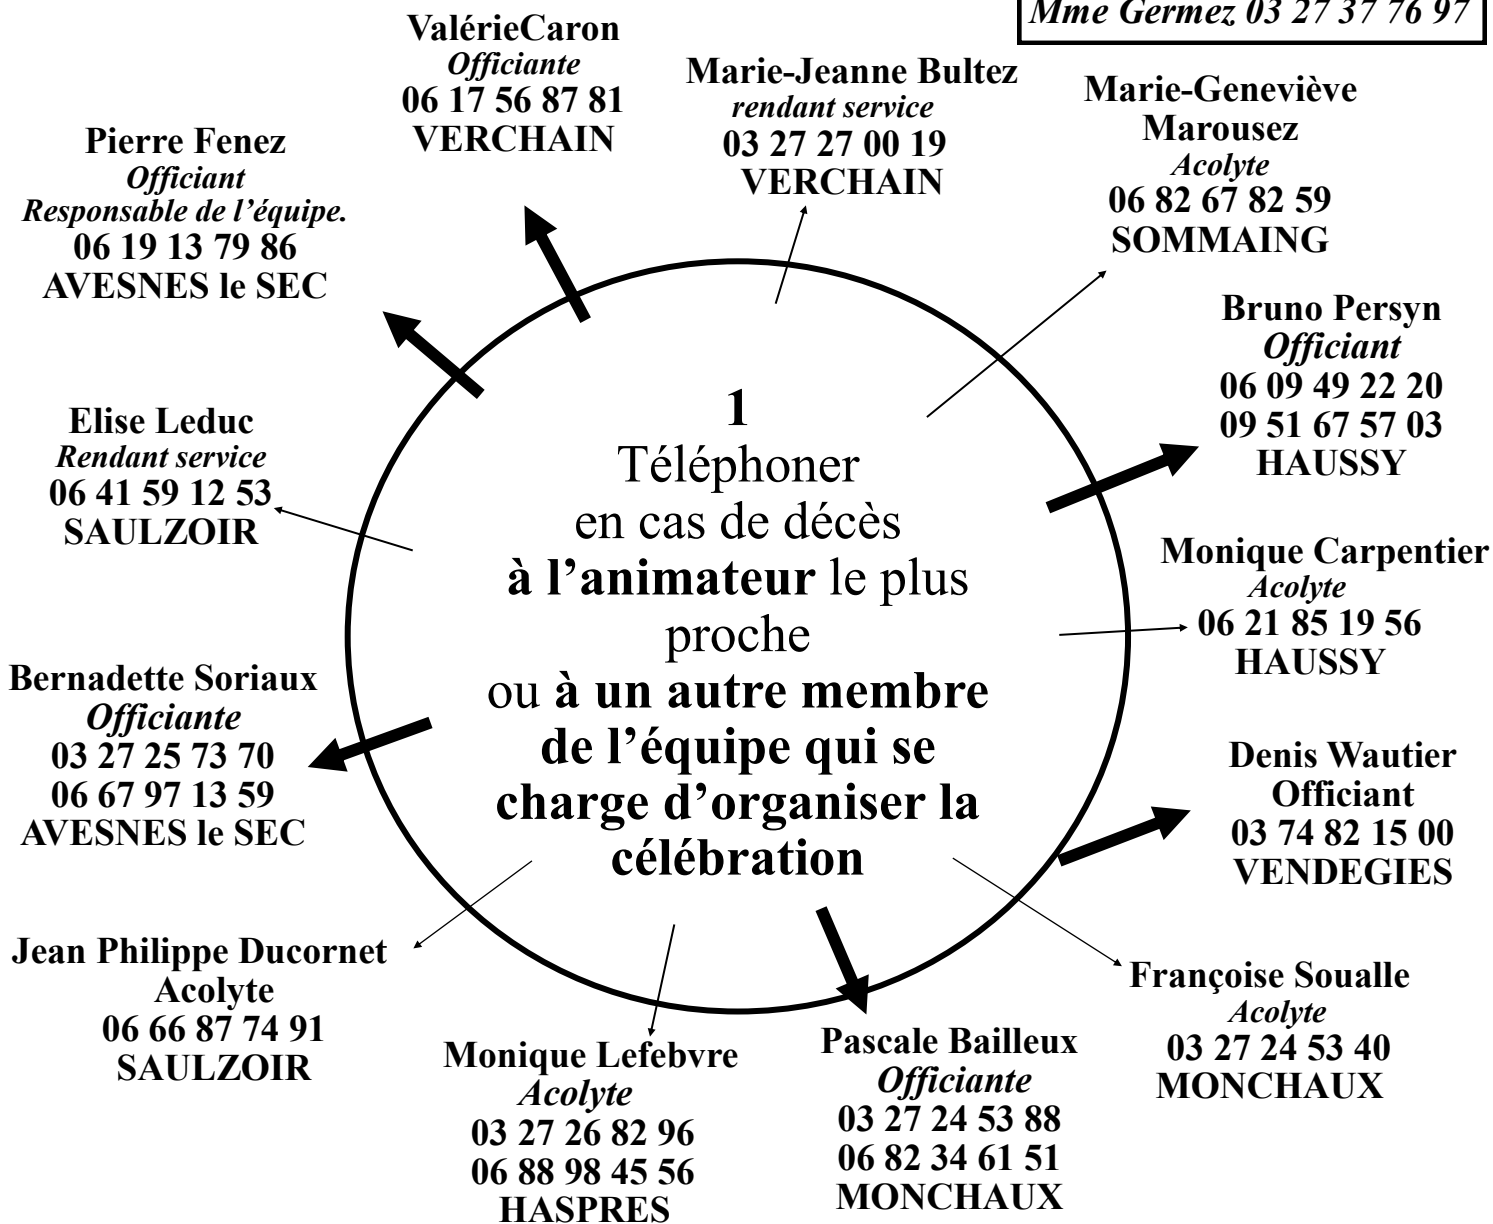 Mme Germez 03 27 37 76 97
ValérieCaron
Officiante
06 17 56 87 81
VERCHAIN
Marie-Jeanne Bultez
rendant service
03 27 27 00 19
VERCHAIN
Marie-Geneviève
Marousez
Acolyte
06 82 67 82 59
SOMMAING
Pierre Fenez
Officiant
Responsable de l’équipe.
06 19 13 79 86
AVESNES le SEC
Bruno Persyn
Officiant
06 09 49 22 20
09 51 67 57 03
HAUSSY
Elise Leduc
Rendant service
06 41 59 12 53
SAULZOIR
1
Téléphoner
en cas de décès
à l’animateur le plus
proche
ou à un autre membre
de l’équipe qui se
charge d’organiser la
célébration
Monique Carpentier
Acolyte
06 21 85 19 56
HAUSSY
Bernadette Soriaux
Officiante
03 27 25 73 70
06 67 97 13 59
AVESNES le SEC
Denis Wautier
Officiant
03 74 82 15 00
VENDEGIES
Jean Philippe Ducornet
Acolyte
06 66 87 74 91
SAULZOIR
Monique Lefebvre
Acolyte
03 27 26 82 96
06 88 98 45 56
HASPRES
Pascale Bailleux
Officiante
03 27 24 53 88
06 82 34 61 51
MONCHAUX
Françoise Soualle
Acolyte
03 27 24 53 40
MONCHAUX